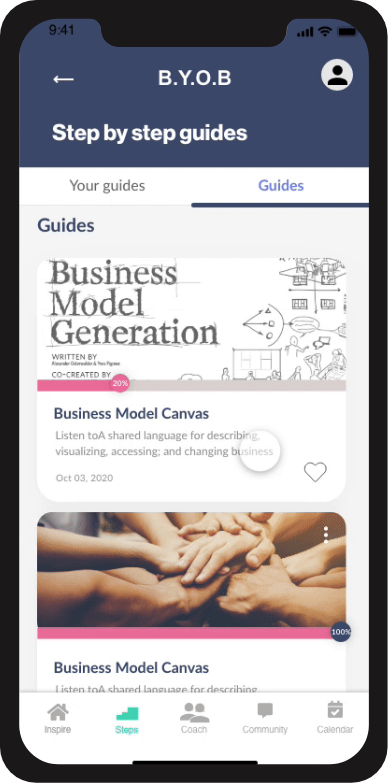 9:41
←
B.Y.O.B
Step by step guides
Your guides
Guides
Guides
Business
Model
Generation
WRITTEN BY
Alexander Osterwalder & Yves Pigneur
CO-CREATED BY
20%
Business Model Canvas
Listen toA shared language for describing,
visualizing, accessing; and changing business
Oct 03, 2020
100%
Business Model Canvas
Listen toA shared language for describing,
Inspire
Steps
Coach
Community
Calendar